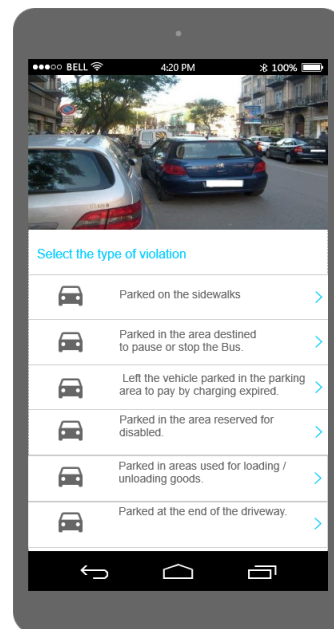 BELL
4:20 PM
100%
Select the type of violation
Parked on the sidewalks
Parked in the area destined
to pause or stop the Bus.
Left the vehicle parked in the parking
area to pay by charging expired.
Parked in the area reserved for
disabled.
Parked in areas used for loading /
unloading goods.
Parked at the end of the driveway.